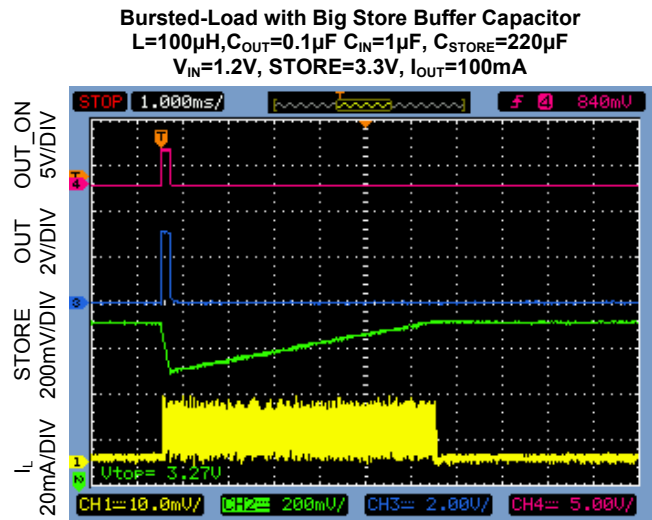 Bursted-Load with Big Store Buffer Capacitor
L=100µH,COUT=0.1µF CIN=1µF, CSTORE=220µF
VIN=1.2V, STORE=3.3V, IOUT=100mA
STOP 1.000ms/ T F 4 840mV
OUT_ON
5V/DIV
T
T
4
OUT
2V/DIV
3
STORE
200mV/DIV
IL
20mA/DIV
1
2
Vtop= 3.27V
CH1 10.0mV/ CH2 200mV/ CH3 2.00V/ CH4 5.00V/